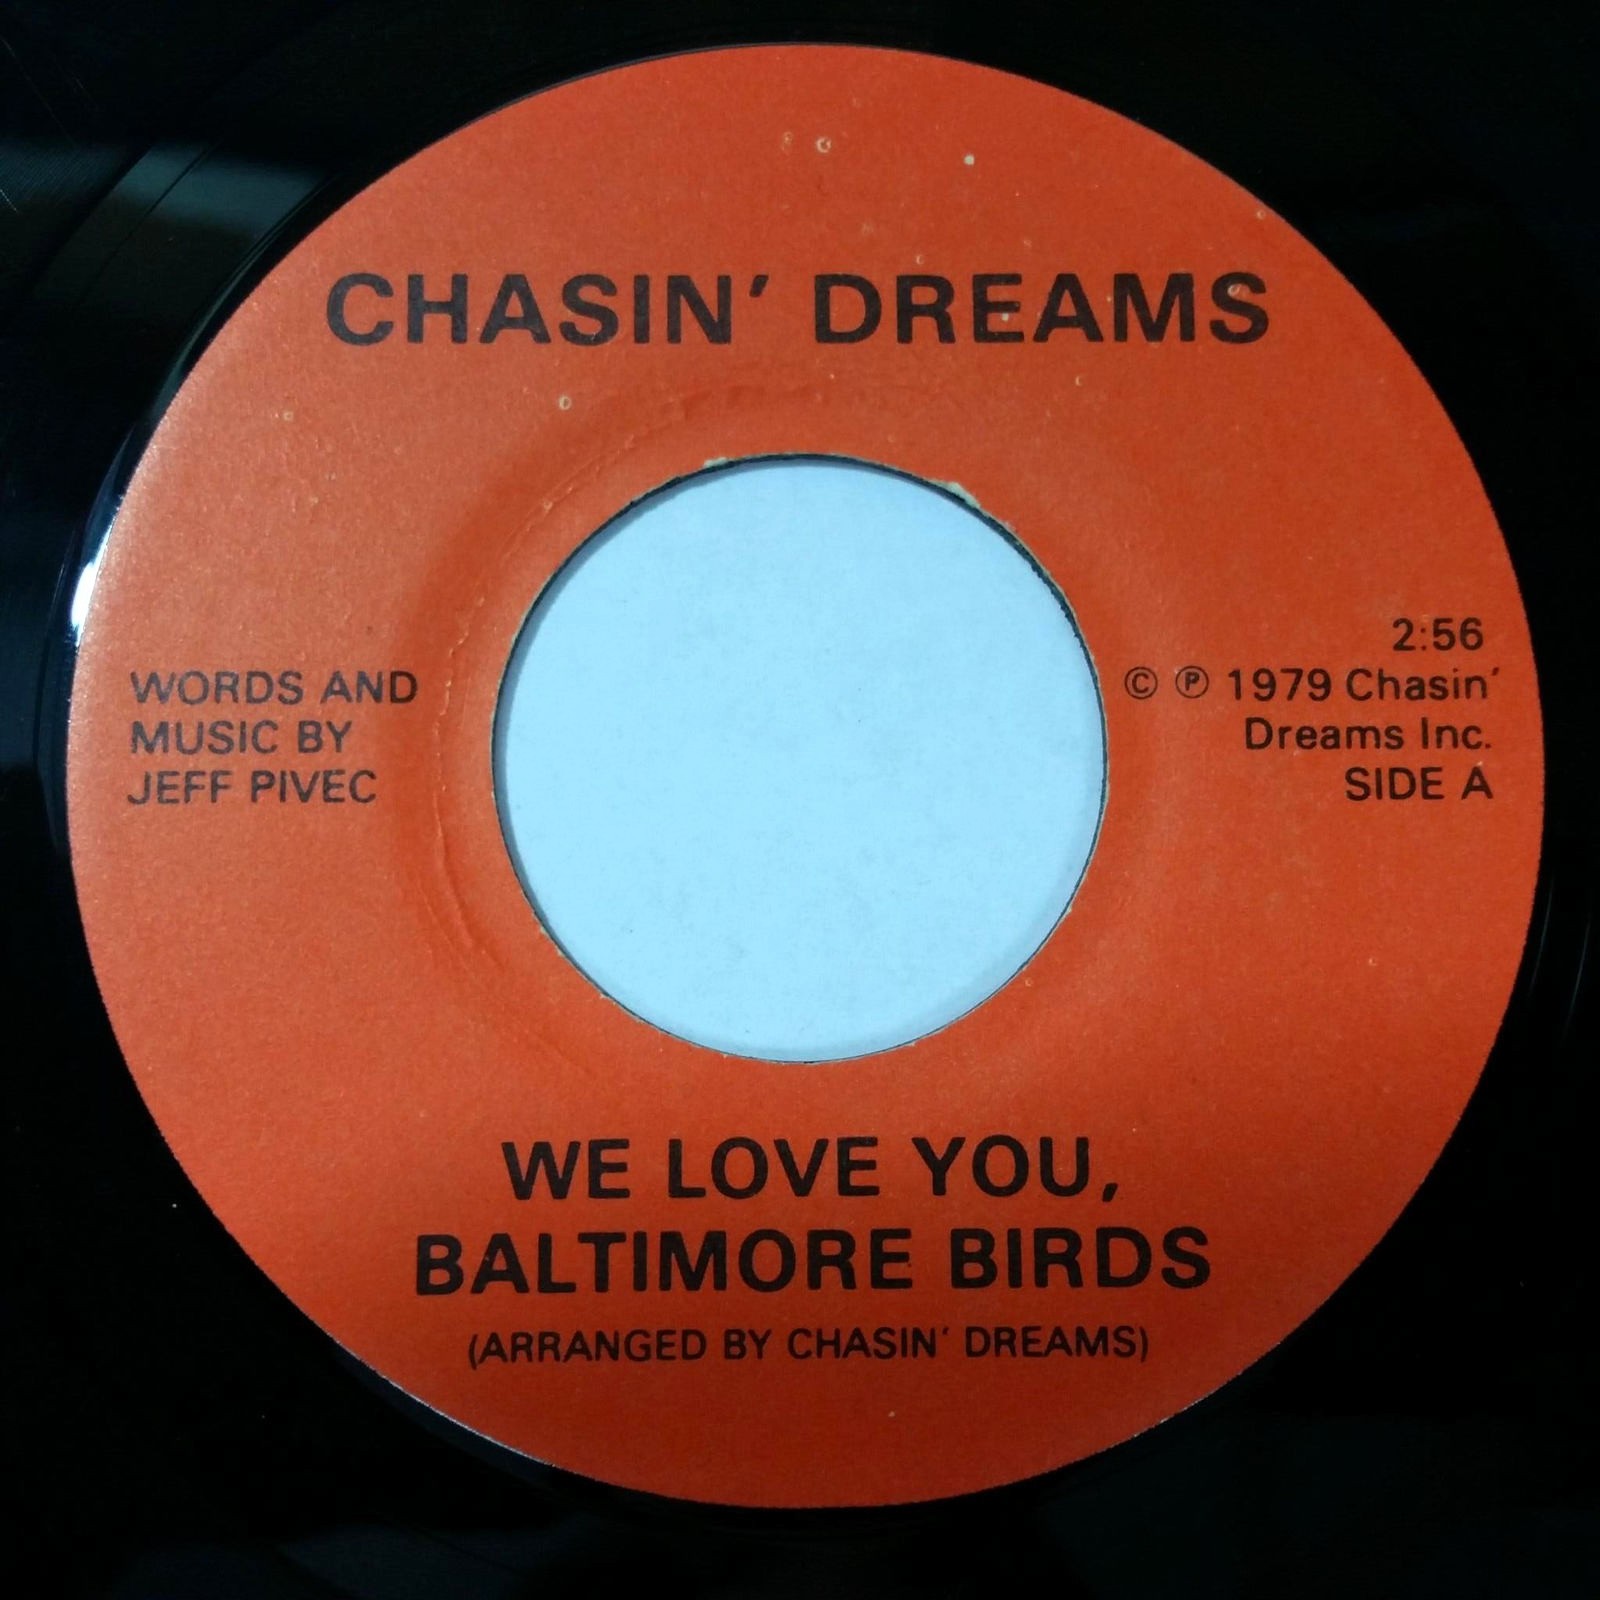 CHASIN' DREAMS
WORDS AND
MUSIC BY
JEFF PIVEC
2:56
© ℗ 1979 Chasin'
Dreams Inc.
SIDE A
WE LOVE YOU,
BALTIMORE BIRDS
(ARRANGED BY CHASIN' DREAMS)